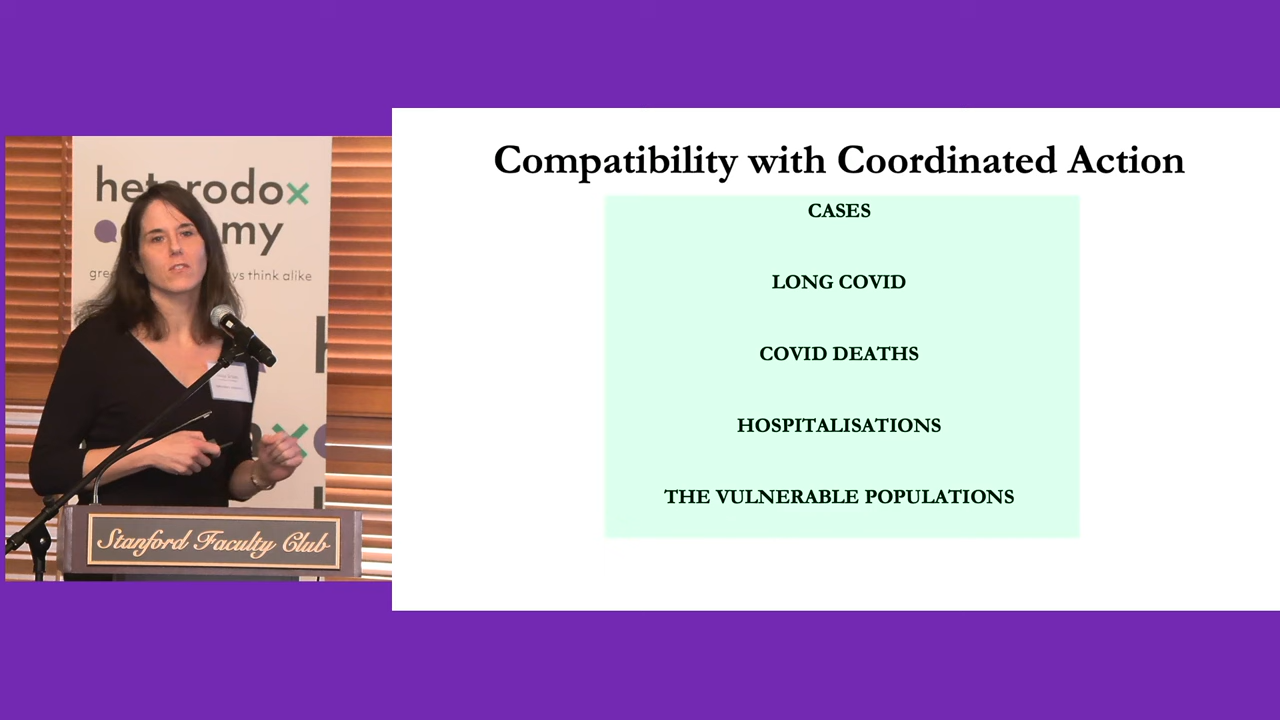 heterodox
my
gre ys think alike
Stanford Faculty Club
Compatibility with Coordinated Action
CASES
LONG COVID
COVID DEATHS
HOSPITALISATIONS
THE VULNERABLE POPULATIONS